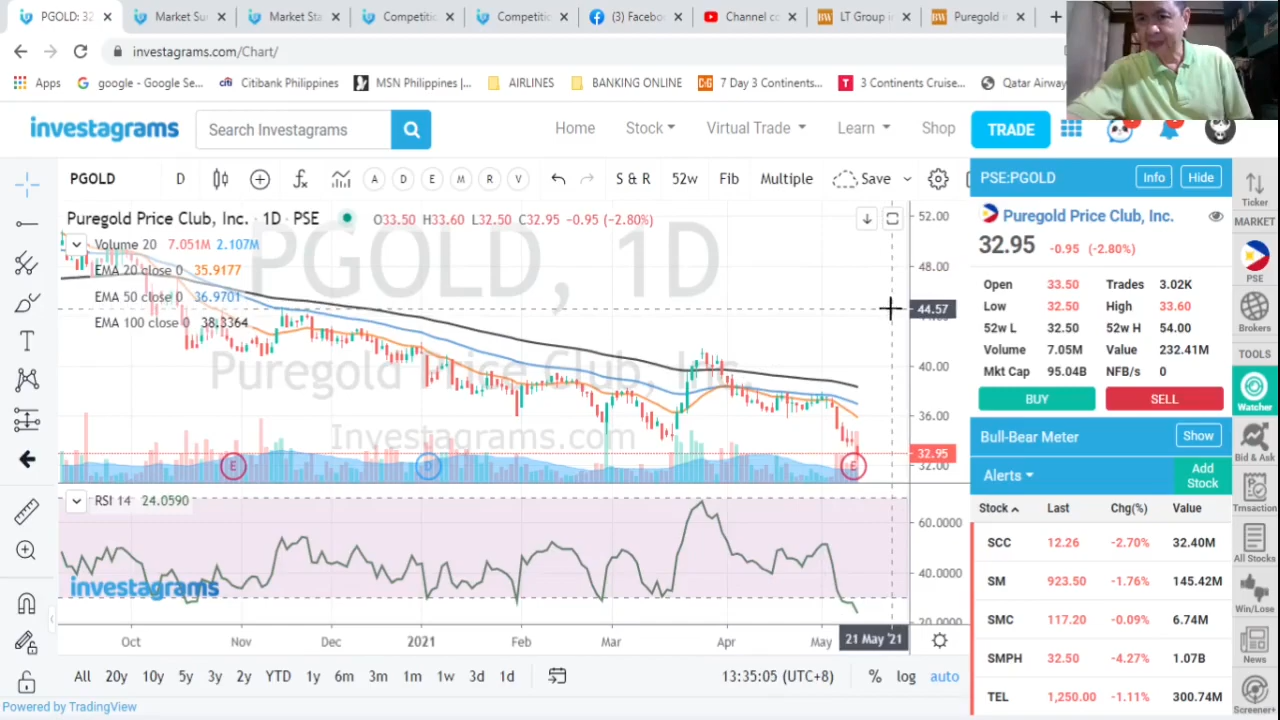 PGOLD: 32
Market Su
Market Sta
Competitic
Competitic
(3) Facebo
Channel co
LT Group i
Puregold i
investagrams.com/Chart/
Apps
google - Google Se...
Citibank Philippines
MSN Philippines |...
AIRLINES
BANKING ONLINE
7 Day 3 Continents...
3 Continents Cruise...
Qatar Airway
investagrams
Search Investagrams
Home
Stock
Virtual Trade
Learn
Shop
TRADE
PGOLD
D
A
D
E
M
R
V
S & R
52w
Fib
Multiple
Save
Puregold Price Club, Inc. · 1D · PSE
O33.50 H33.60 L32.50 C32.95 -0.95 (-2.80%)
Volume 20 7.051M 2.107M
EMA 20 close 0 35.9177
EMA 50 close 0 36.9701
EMA 100 close 0 38.3364
PGOLD, 1D
Puregold Price Club, Inc.
Investagrams.com
52.00
48.00
44.57
40.00
36.00
32.95
32.00
E
D
E
RSI 14 24.0590
investagrams
60.0000
40.0000
20.0000
Oct
Nov
Dec
2021
Feb
Mar
Apr
May
21 May '21
All
20y
10y
5y
3y
2y
YTD
1y
6m
3m
1m
1w
3d
1d
13:35:05 (UTC+8)
%
log
auto
Powered by TradingView
PSE:PGOLD
Info
Hide
Puregold Price Club, Inc.
32.95 -0.95 (-2.80%)
Open 33.50 Trades 3.02K
Low 32.50 High 33.60
52w L 32.50 52w H 54.00
Volume 7.05M Value 232.41M
Mkt Cap 95.04B NFB/s 0
BUY
SELL
Bull-Bear Meter
Show
Alerts
Add
Stock
Stock Last Chg(%) Value
SCC 12.26 -2.70% 32.40M
SM 923.50 -1.76% 145.42M
SMC 117.20 -0.09% 6.74M
SMPH 32.50 -4.27% 1.07B
TEL 1,250.00 -1.11% 300.74M
Ticker
MARKET
PSE
Brokers
TOOLS
Watcher
Bid & Ask
Trnsaction
All Stocks
Win/Lose
News
Screener+